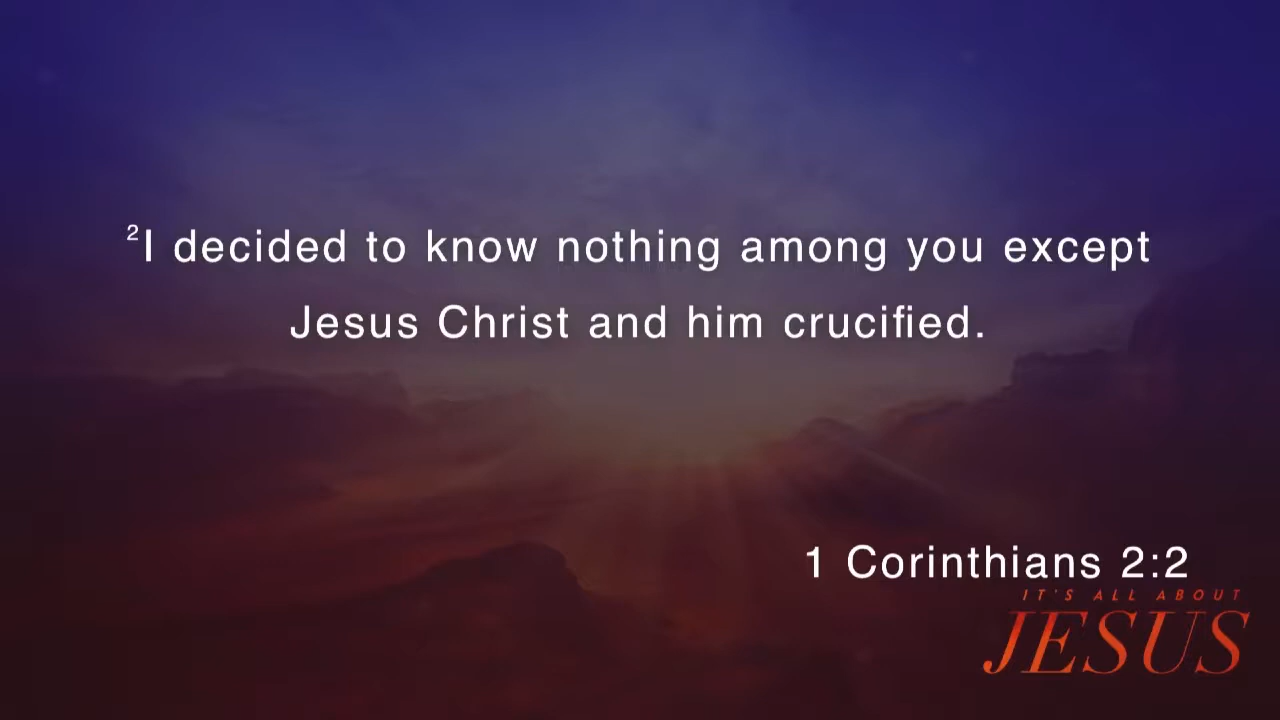 ²I decided to know nothing among you except
Jesus Christ and him crucified.
1 Corinthians 2:2
IT'S ALL ABOUT
JESUS